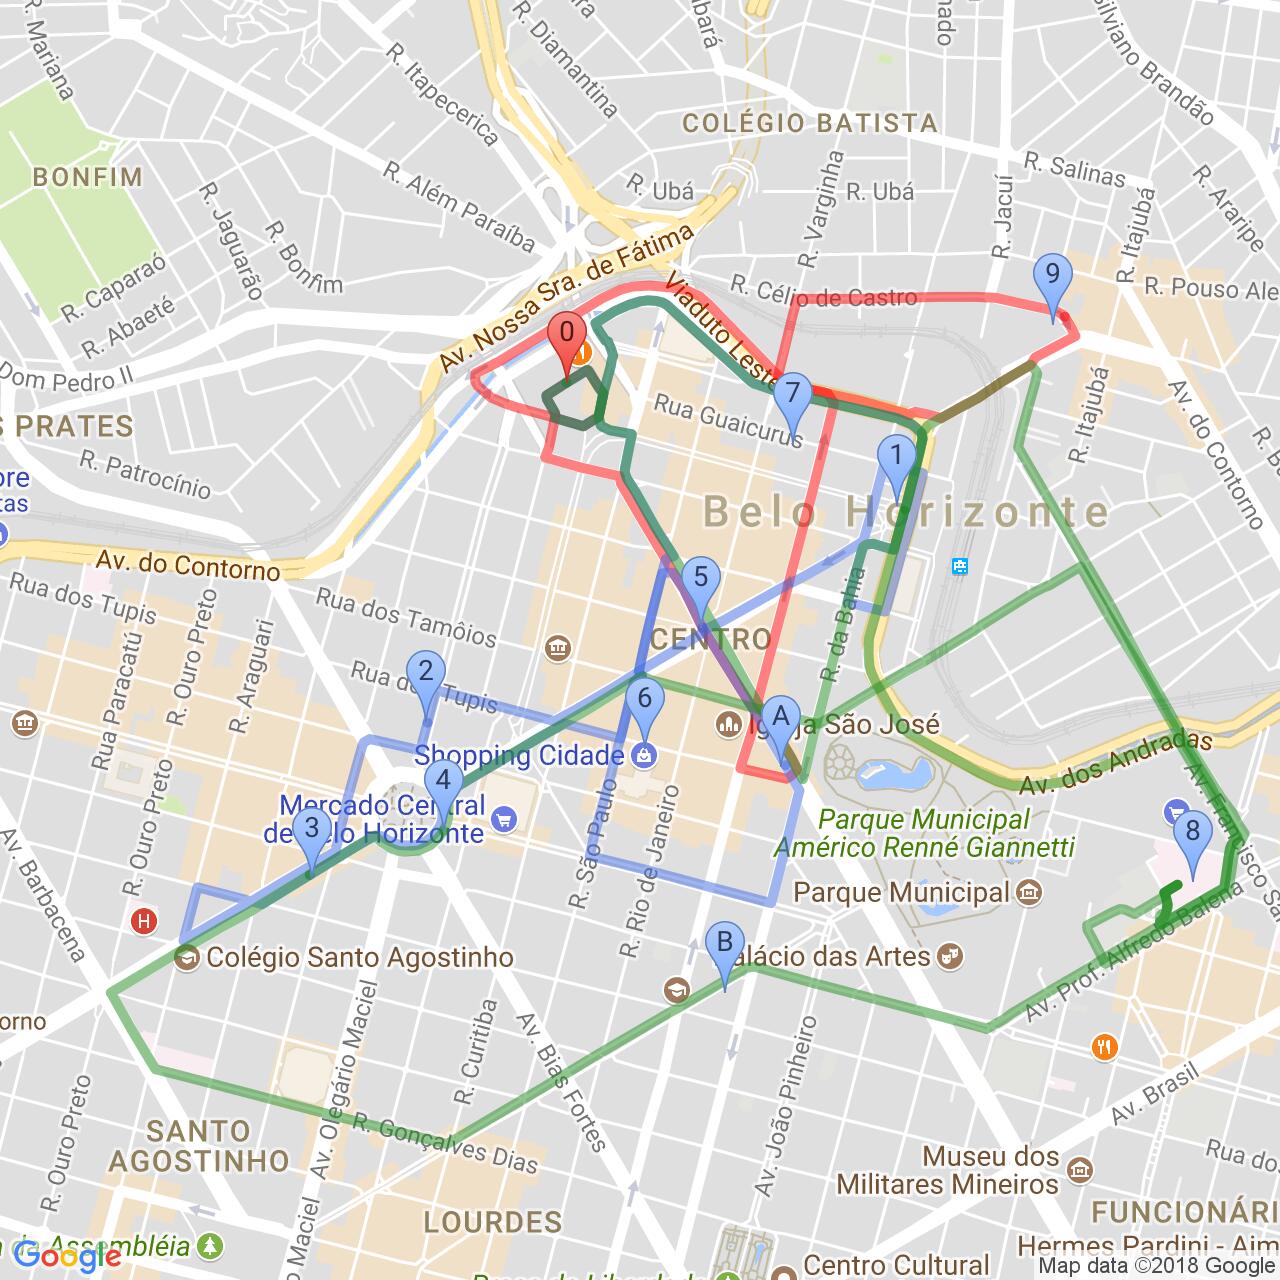 R. Mariana
R. Diamantina
R. Itapecerica
Silviano Brandão
COLÉGIO BATISTA
BONFIM
R. Além Paraíba
R. Ubá
R. Ubá
R. Varginha
R. Salinas
R. Jacuí
R. Itajubá
R. Araripe
R. Jaguarão
R. Bonfim
R. Caparaó
R. Abaeté
Av. Nossa Sra. de Fátima
Viaduto Leste
R. Célio de Castro
R. Pouso Ale
9
0
Dom Pedro II
S PRATES
R. Patrocínio
7
Rua Guaicurus
R. Itajubá
Av. do Contorno
1
Belo Horizonte
Av. do Contorno
Rua dos Tupis
Rua dos Tamôios
R. Ouro Preto
R. Araguari
Rua Paracatú
5
CENTRO
R. da Bahia
2
Rua dos Tupis
6
A
Igreja São José
Shopping Cidade
4
Av. dos Andradas
Mercado Central
de Belo Horizonte
3
R. Ouro Preto
R. São Paulo
R. Rio de Janeiro
Parque Municipal
Américo Renné Giannetti
Parque Municipal
8
Av. Francisco Sa
Av. Barbacena
H
Colégio Santo Agostinho
B
Palácio das Artes
Av. Prof. Alfredo Balena
orno
Av. Olegário Maciel
R. Curitiba
Av. Bias Fortes
Av. João Pinheiro
Av. Brasil
R. Ouro Preto
R. Gonçalves Dias
SANTO
AGOSTINHO
Museu dos
Militares Mineiros
LOURDES
FUNCIONÁRI
da Assembléia
Google
Centro Cultural
Hermes Pardini - Aim
Map data ©2018 Google